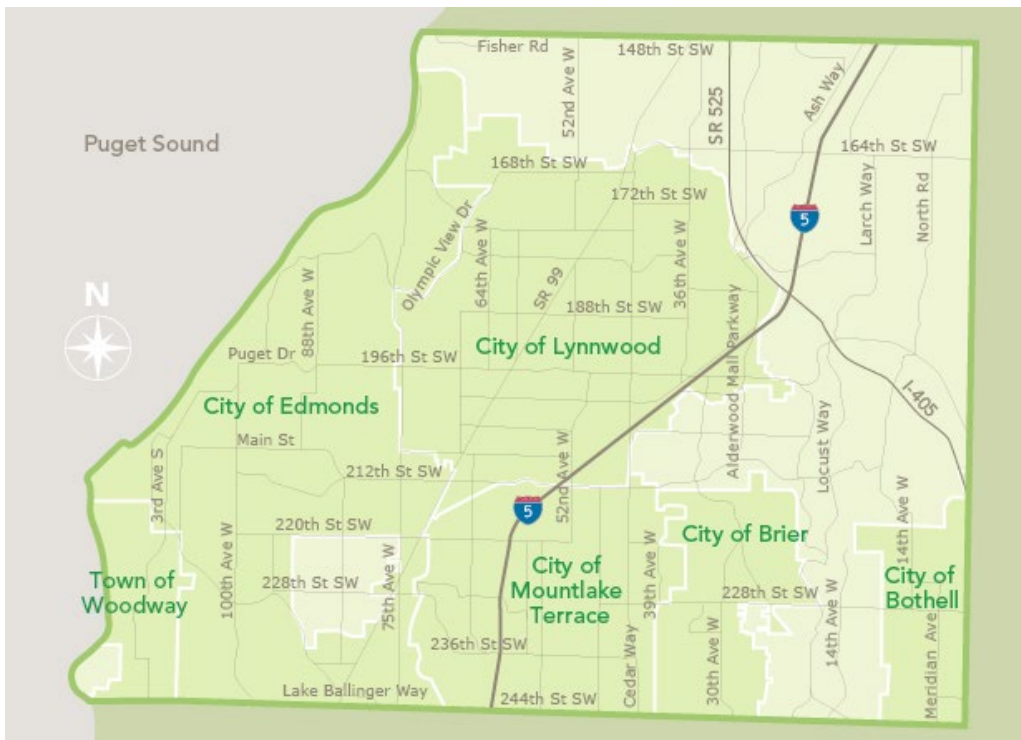 Fisher Rd
148th St SW
52nd Ave W
SR 525
Ash Way
Puget Sound
164th St SW
168th St SW
172th St SW
Larch Way
North Rd
5
Olympic View Dr
64th Ave W
SR 99
36th Ave W
88th Ave W
188th St SW
N
Puget Dr
196th St SW
City of Lynnwood
Alderwood Mall Parkway
I-405
City of Edmonds
Main St
Locust Way
3rd Ave S
212th St SW
52nd Ave W
5
220th St SW
14th Ave W
City of Brier
100th Ave W
75th Ave W
39th Ave W
Town of
Woodway
228th St SW
City of
Mountlake
Terrace
228th St SW
City of
Bothell
14th Ave W
236th St SW
Cedar Way
30th Ave W
Meridian Ave
Lake Ballinger Way
244th St SW